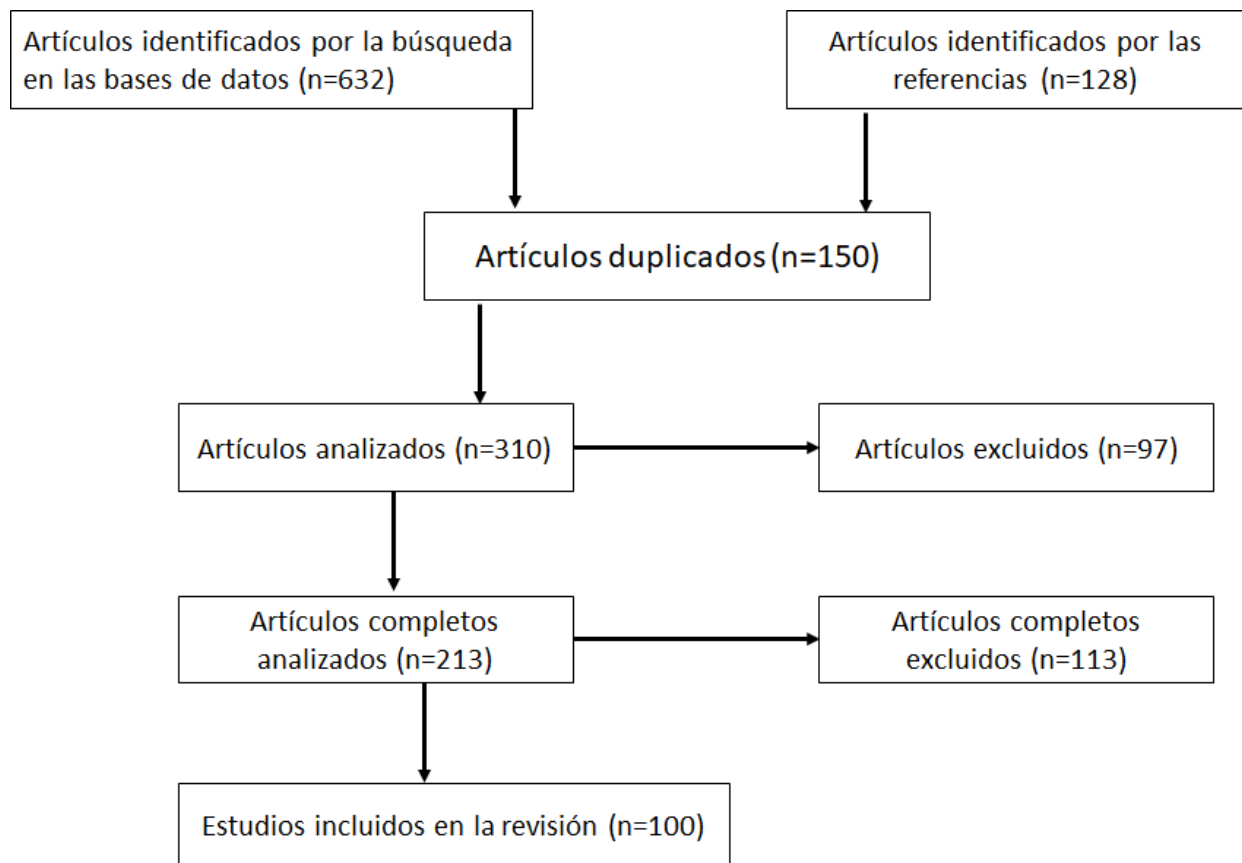 Artículos identificados por la búsqueda
en las bases de datos (n=632)
Artículos identificados por las
referencias (n=128)
Artículos duplicados (n=150)
Artículos analizados (n=310)
Artículos excluidos (n=97)
Artículos completos
analizados (n=213)
Artículos completos
excluidos (n=113)
Estudios incluidos en la revisión (n=100)